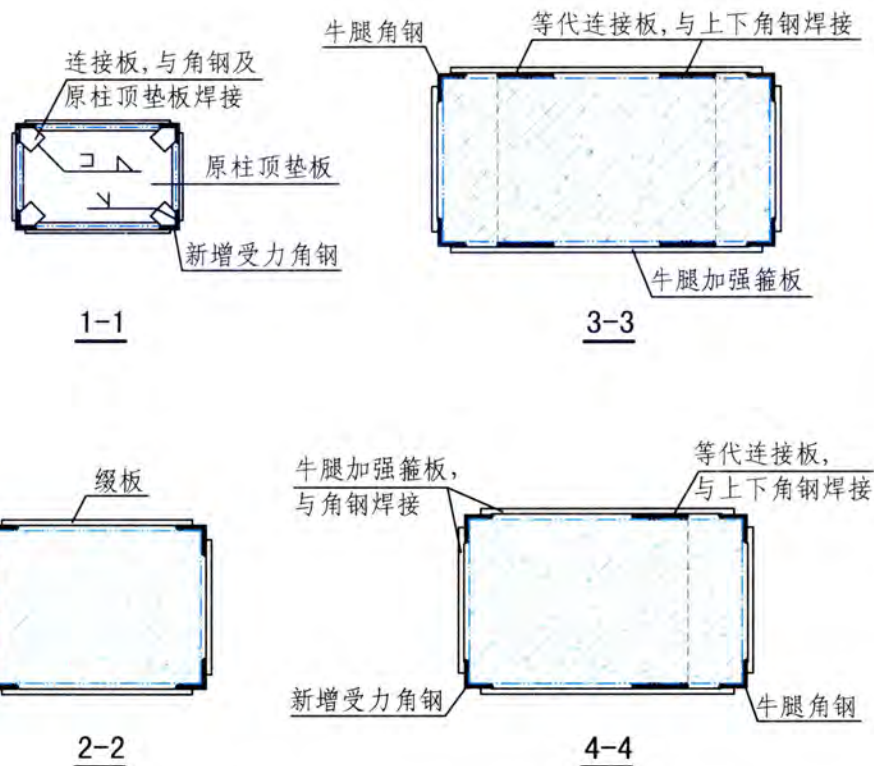 连接板,与角钢及
原柱顶垫板焊接
原柱顶垫板
新增受力角钢
1-1
牛腿角钢
等代连接板,与上下角钢焊接
牛腿加强箍板
3-3
缀板
2-2
牛腿加强箍板,
与角钢焊接
等代连接板,
与上下角钢焊接
新增受力角钢
牛腿角钢
4-4